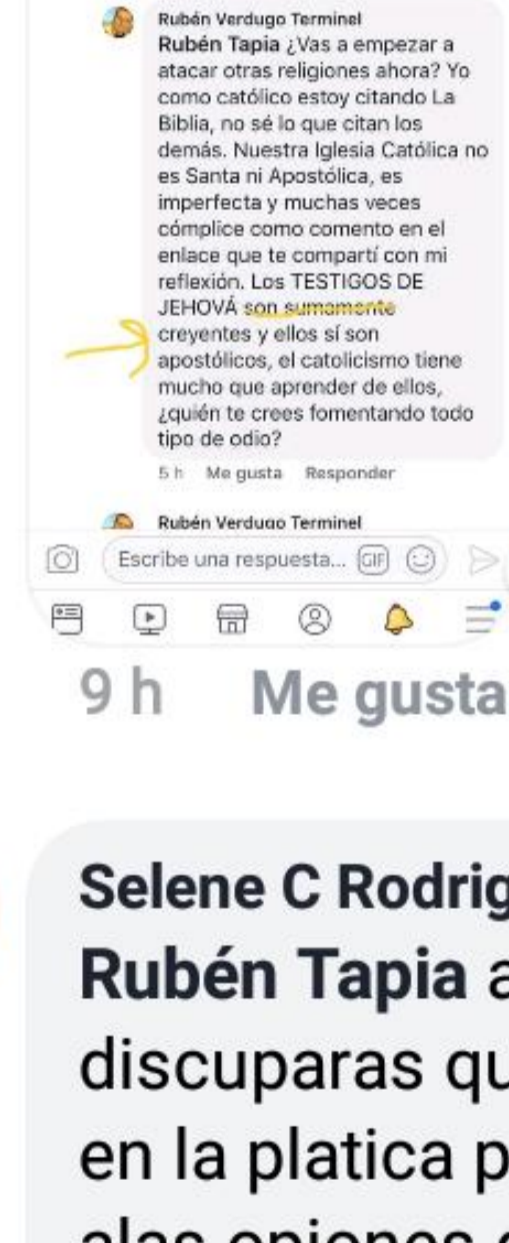 Rubén Verdugo Terminel
Rubén Tapia ¿Vas a empezar a
atacar otras religiones ahora? Yo
como católico estoy citando La
Biblia, no sé lo que citan los
demás. Nuestra Iglesia Católica no
es Santa ni Apostólica, es
imperfecta y muchas veces
cómplice como comento en el
enlace que te compartí con mi
reflexión. Los TESTIGOS DE
JEHOVÁ son sumamente
creyentes y ellos sí son
apostólicos, el catolicismo tiene
mucho que aprender de ellos,
¿quién te crees fomentando todo
tipo de odio?
5 h Me gusta Responder
Rubén Verdugo Terminel
Escribe una respuesta... GIF
9 h Me gusta
Selene C Rodrig
Rubén Tapia a
discuparas qu
en la platica p
alas opiones